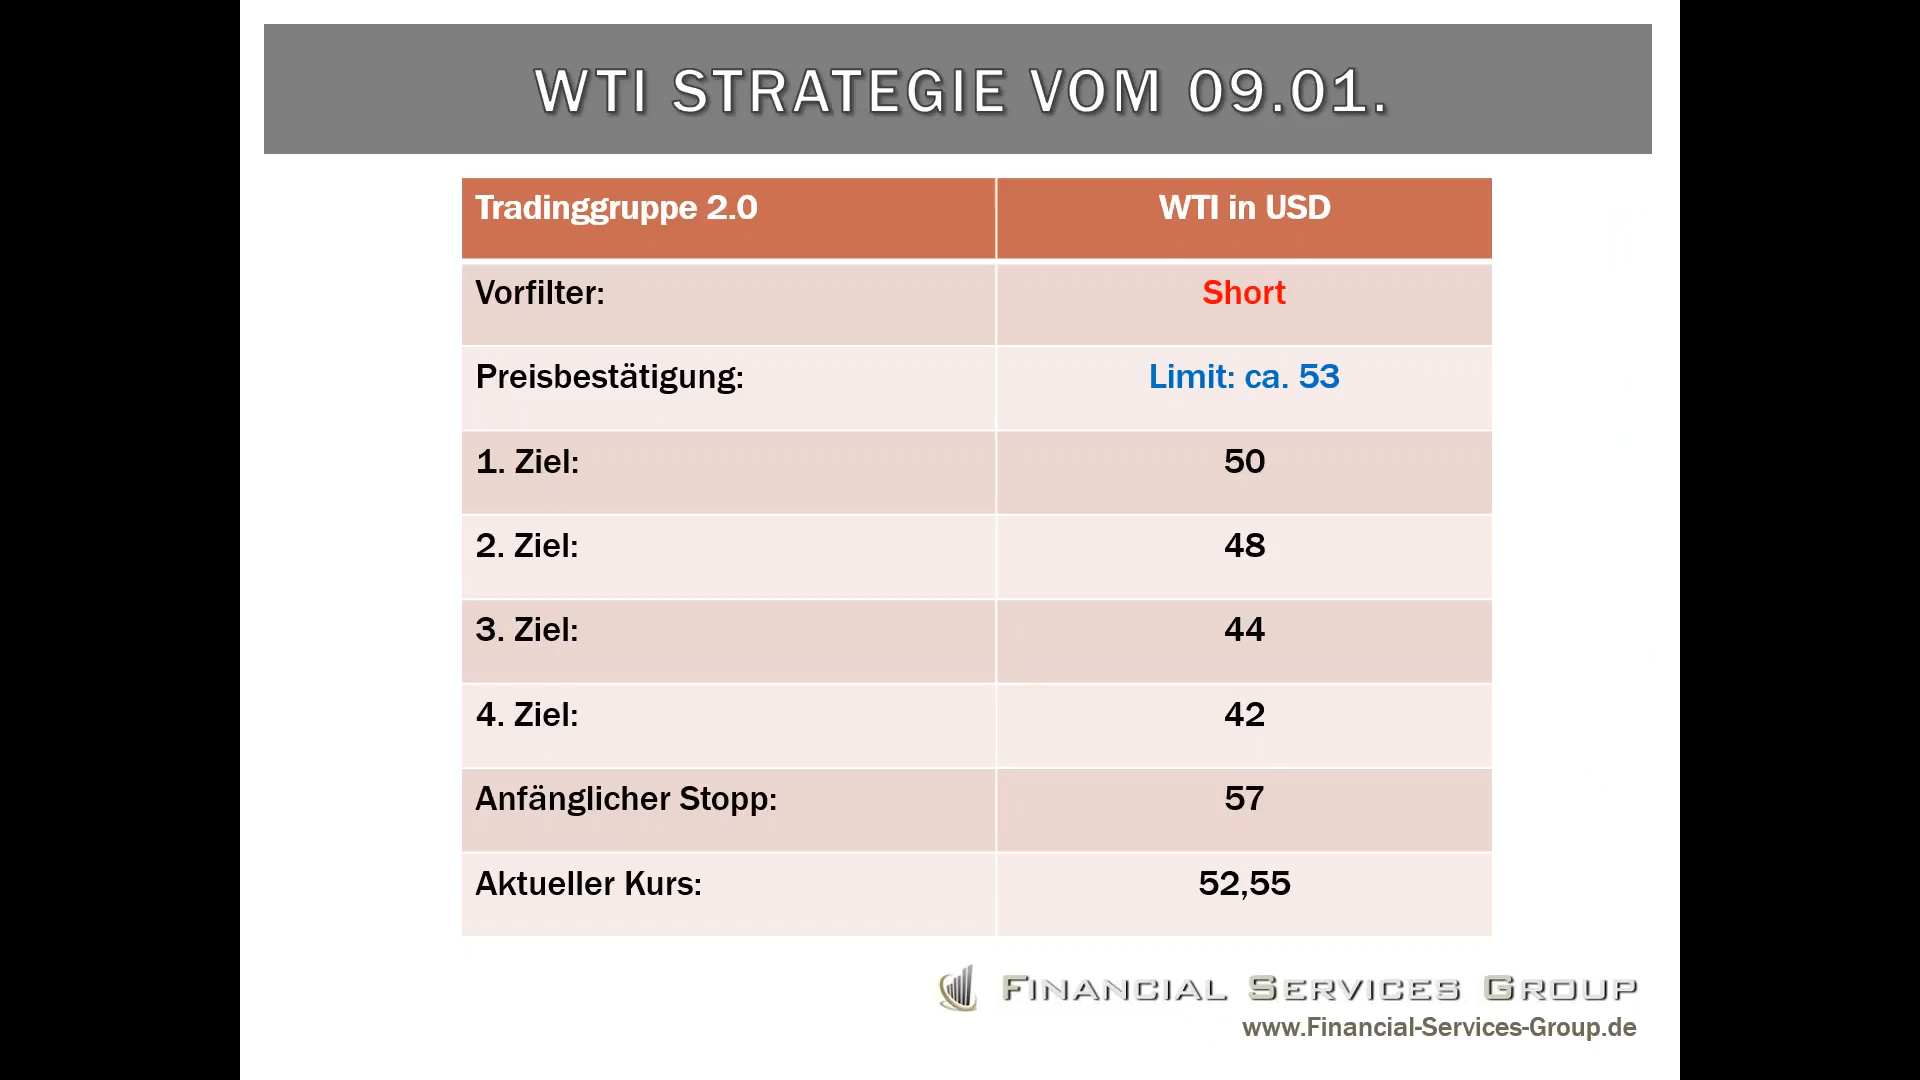 WTI STRATEGIE VOM 09.01.
Tradinggruppe 2.0 WTI in USD
Vorfilter: Short
Preisbestätigung: Limit: ca. 53
1. Ziel: 50
2. Ziel: 48
3. Ziel: 44
4. Ziel: 42
Anfänglicher Stopp: 57
Aktueller Kurs: 52,55
FINANCIAL SERVICES GROUP
www.Financial-Services-Group.de